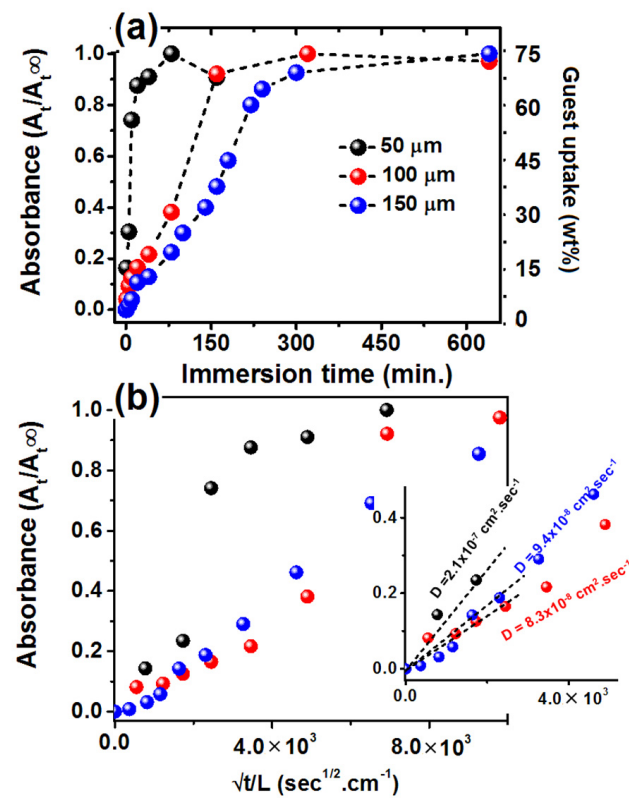 (a)
Absorbance (At/At∞)
1.0
0.8
0.6
0.4
0.2
0.0
Guest uptake (wt%)
75
60
45
30
15
0
50 μm
100 μm
150 μm
0 150 300 450 600
Immersion time (min.)
(b)
Absorbance (At/At∞)
1.0
0.8
0.6
0.4
0.2
0.0
0.4
0.2
0.0
D =2.1x10⁻⁷ cm².sec⁻¹
D = 9.4x10⁻⁸ cm².sec⁻¹
D = 8.3x10⁻⁸ cm².sec⁻¹
0 4.0×10³
0.0 4.0×10³ 8.0×10³
√t/L (sec¹ᐟ².cm⁻¹)